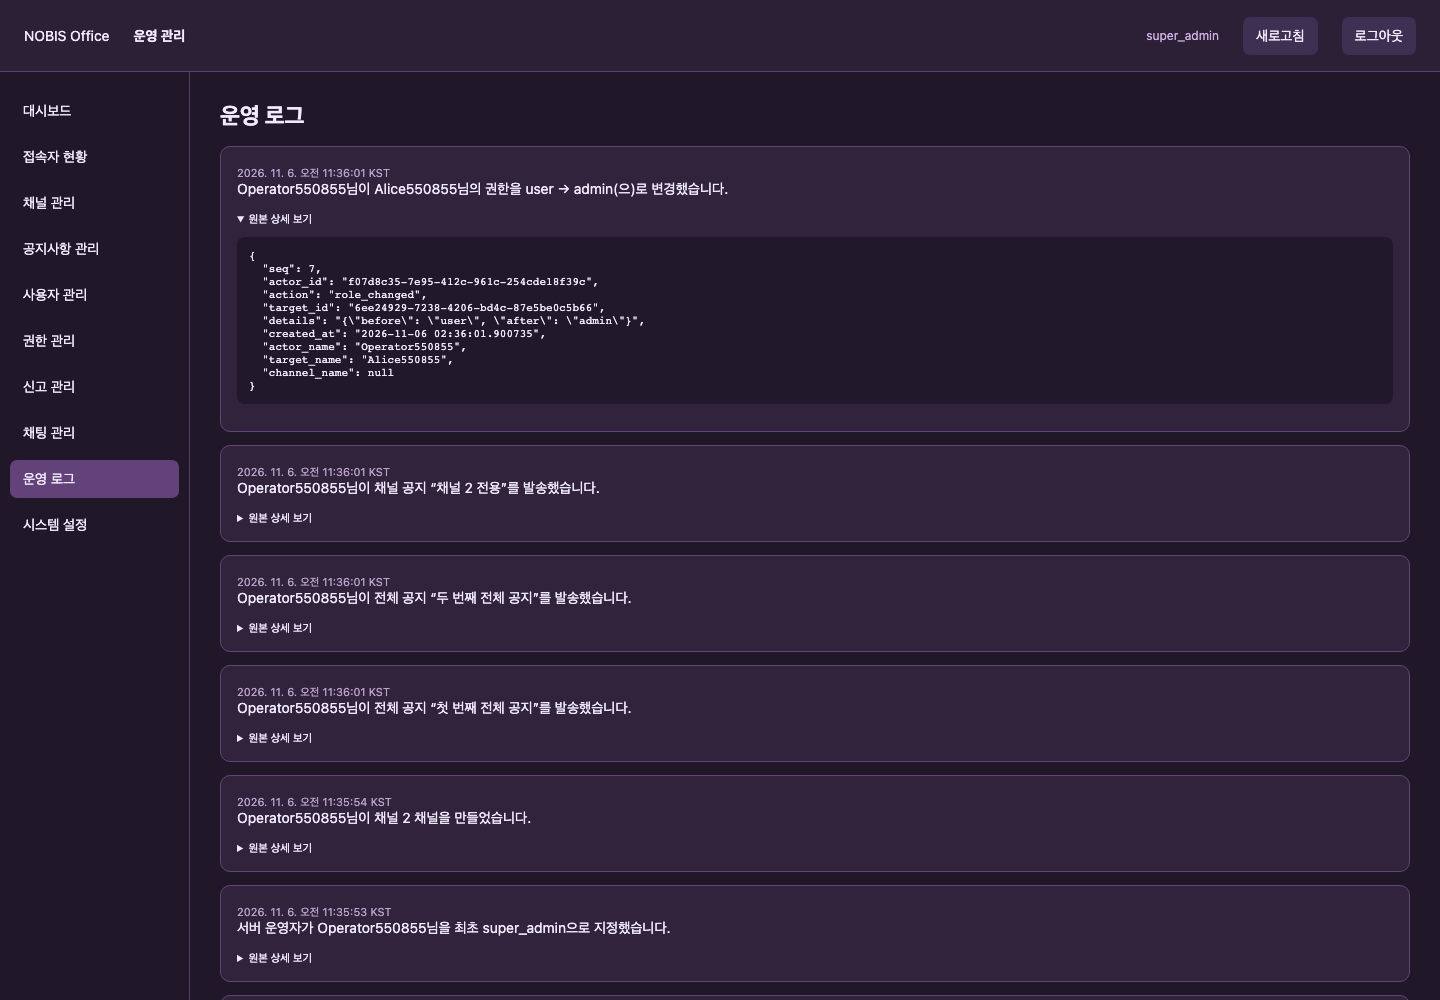 NOBIS Office 운영 관리 super_admin 새로고침 로그아웃
대시보드
접속자 현황
채널 관리
공지사항 관리
사용자 관리
권한 관리
신고 관리
채팅 관리
운영 로그
시스템 설정
운영 로그
2026. 11. 6. 오전 11:36:01 KST
Operator550855님이 Alice550855님의 권한을 user → admin(으)로 변경했습니다.
▼ 원본 상세 보기
{
"seq": 7,
"actor_id": "f07d8c35-7e95-412c-961c-254cde18f39c",
"action": "role_changed",
"target_id": "6ee24929-7238-4206-bd4c-87e5be0c5b66",
"details": "{\"before\": \"user\", \"after\": \"admin\"}",
"created_at": "2026-11-06 02:36:01.900735",
"actor_name": "Operator550855",
"target_name": "Alice550855",
"channel_name": null
}
2026. 11. 6. 오전 11:36:01 KST
Operator550855님이 채널 공지 “채널 2 전용”를 발송했습니다.
▶ 원본 상세 보기
2026. 11. 6. 오전 11:36:01 KST
Operator550855님이 전체 공지 “두 번째 전체 공지”를 발송했습니다.
▶ 원본 상세 보기
2026. 11. 6. 오전 11:36:01 KST
Operator550855님이 전체 공지 “첫 번째 전체 공지”를 발송했습니다.
▶ 원본 상세 보기
2026. 11. 6. 오전 11:35:54 KST
Operator550855님이 채널 2 채널을 만들었습니다.
▶ 원본 상세 보기
2026. 11. 6. 오전 11:35:53 KST
서버 운영자가 Operator550855님을 최초 super_admin으로 지정했습니다.
▶ 원본 상세 보기